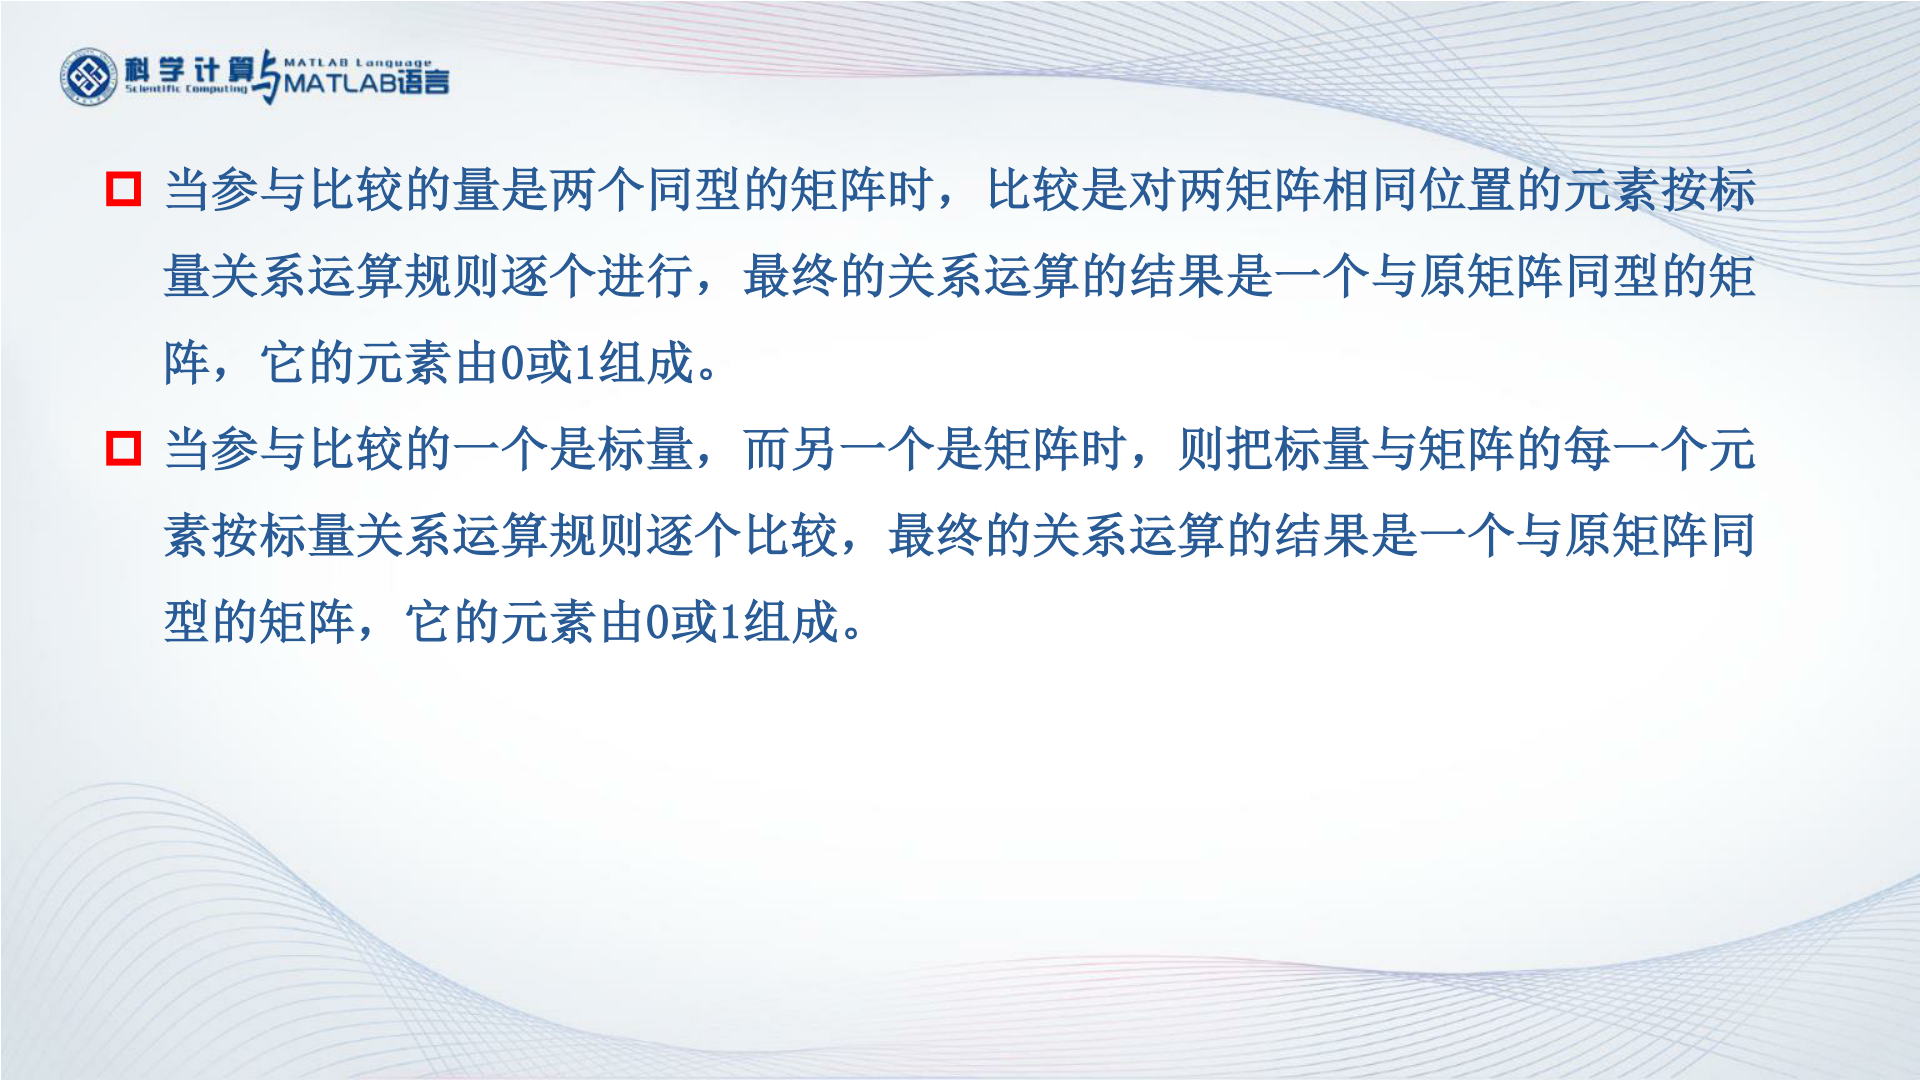 科学计算与MATLAB语言
MATLAB Language
Scientific Computing
当参与比较的量是两个同型的矩阵时，比较是对两矩阵相同位置的元素按标
量关系运算规则逐个进行，最终的关系运算的结果是一个与原矩阵同型的矩
阵，它的元素由0或1组成。
当参与比较的一个是标量，而另一个是矩阵时，则把标量与矩阵的每一个元
素按标量关系运算规则逐个比较，最终的关系运算的结果是一个与原矩阵同
型的矩阵，它的元素由0或1组成。